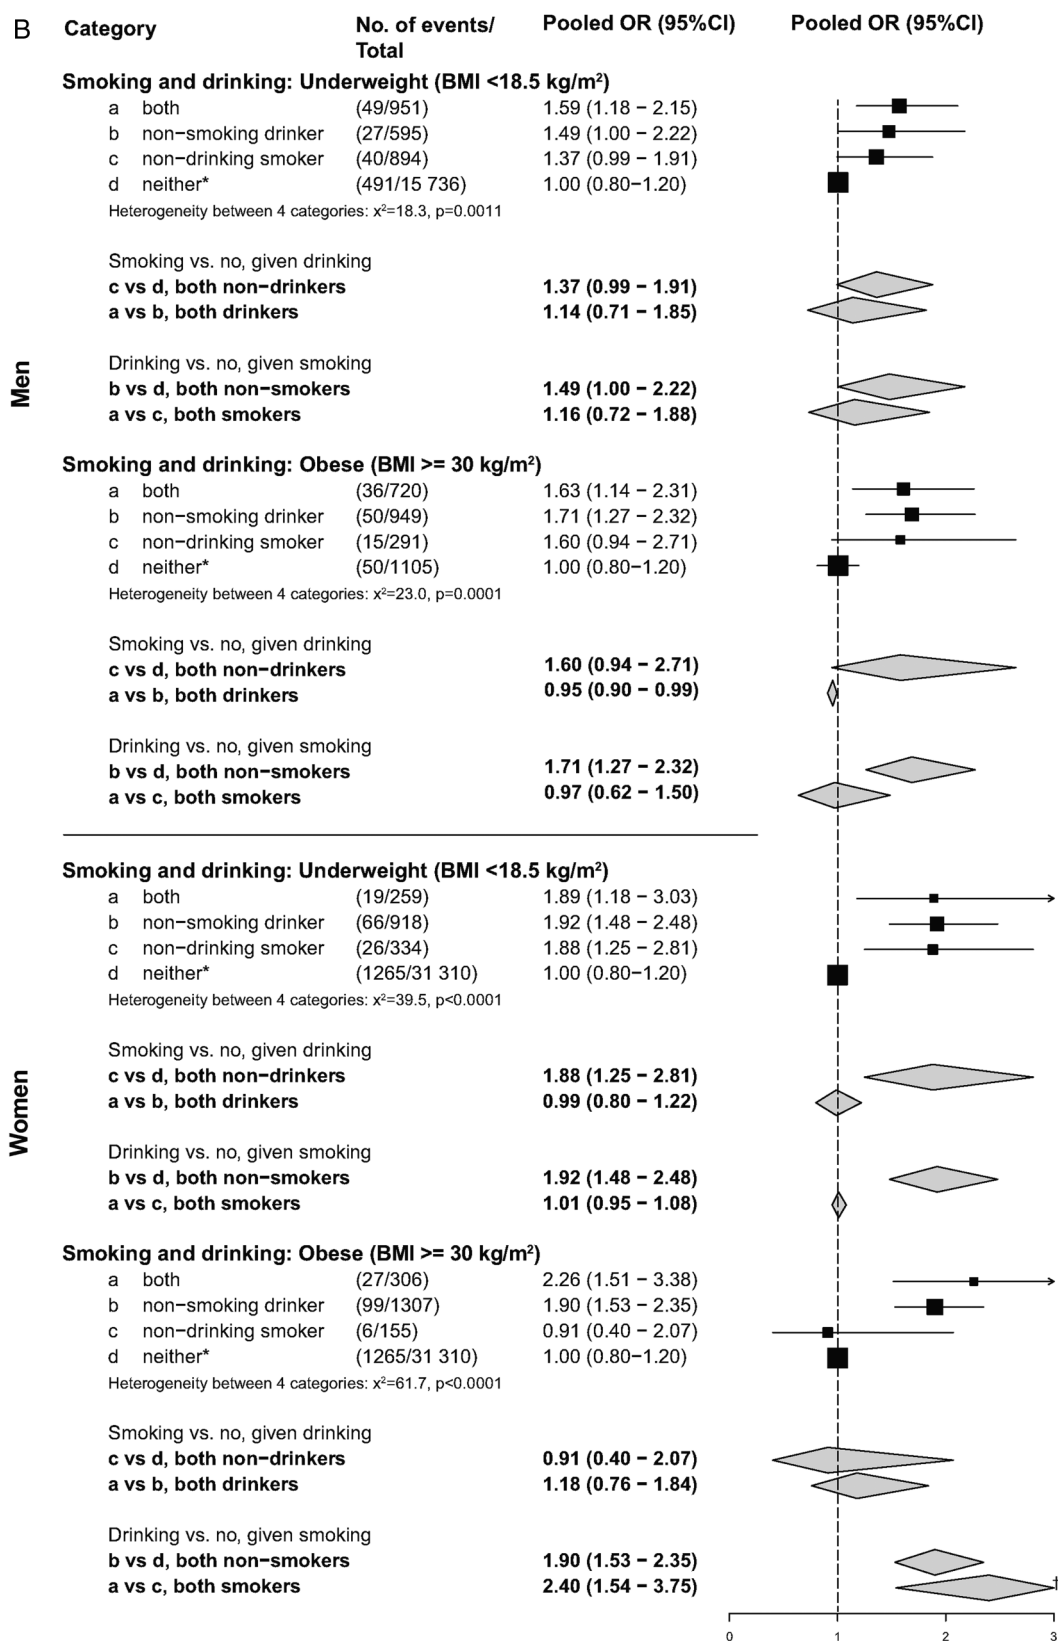 B Category No. of events/ Pooled OR (95%CI) Pooled OR (95%CI)
Total
Smoking and drinking: Underweight (BMI <18.5 kg/m²)
a both (49/951) 1.59 (1.18 − 2.15)
b non−smoking drinker (27/595) 1.49 (1.00 − 2.22)
c non−drinking smoker (40/894) 1.37 (0.99 − 1.91)
d neither* (491/15 736) 1.00 (0.80−1.20)
Heterogeneity between 4 categories: x²=18.3, p=0.0011
Smoking vs. no, given drinking
c vs d, both non−drinkers 1.37 (0.99 − 1.91)
a vs b, both drinkers 1.14 (0.71 − 1.85)
Drinking vs. no, given smoking
Men
b vs d, both non−smokers 1.49 (1.00 − 2.22)
a vs c, both smokers 1.16 (0.72 − 1.88)
Smoking and drinking: Obese (BMI >= 30 kg/m²)
a both (36/720) 1.63 (1.14 − 2.31)
b non−smoking drinker (50/949) 1.71 (1.27 − 2.32)
c non−drinking smoker (15/291) 1.60 (0.94 − 2.71)
d neither* (50/1105) 1.00 (0.80−1.20)
Heterogeneity between 4 categories: x²=23.0, p=0.0001
Smoking vs. no, given drinking
c vs d, both non−drinkers 1.60 (0.94 − 2.71)
a vs b, both drinkers 0.95 (0.90 − 0.99)
Drinking vs. no, given smoking
b vs d, both non−smokers 1.71 (1.27 − 2.32)
a vs c, both smokers 0.97 (0.62 − 1.50)
Smoking and drinking: Underweight (BMI <18.5 kg/m²)
a both (19/259) 1.89 (1.18 − 3.03)
b non−smoking drinker (66/918) 1.92 (1.48 − 2.48)
c non−drinking smoker (26/334) 1.88 (1.25 − 2.81)
d neither* (1265/31 310) 1.00 (0.80−1.20)
Heterogeneity between 4 categories: x²=39.5, p<0.0001
Smoking vs. no, given drinking
c vs d, both non−drinkers 1.88 (1.25 − 2.81)
a vs b, both drinkers 0.99 (0.80 − 1.22)
Women
Drinking vs. no, given smoking
b vs d, both non−smokers 1.92 (1.48 − 2.48)
a vs c, both smokers 1.01 (0.95 − 1.08)
Smoking and drinking: Obese (BMI >= 30 kg/m²)
a both (27/306) 2.26 (1.51 − 3.38)
b non−smoking drinker (99/1307) 1.90 (1.53 − 2.35)
c non−drinking smoker (6/155) 0.91 (0.40 − 2.07)
d neither* (1265/31 310) 1.00 (0.80−1.20)
Heterogeneity between 4 categories: x²=61.7, p<0.0001
Smoking vs. no, given drinking
c vs d, both non−drinkers 0.91 (0.40 − 2.07)
a vs b, both drinkers 1.18 (0.76 − 1.84)
Drinking vs. no, given smoking
b vs d, both non−smokers 1.90 (1.53 − 2.35)
a vs c, both smokers 2.40 (1.54 − 3.75) †
0 1 2 3